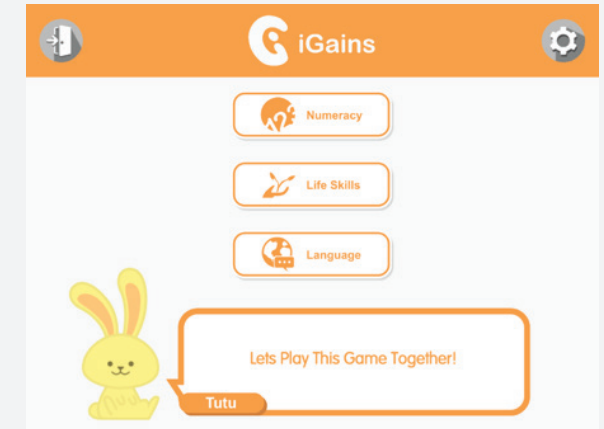 iGains
Numeracy
Life Skills
Language
Lets Play This Game Together!
Tutu